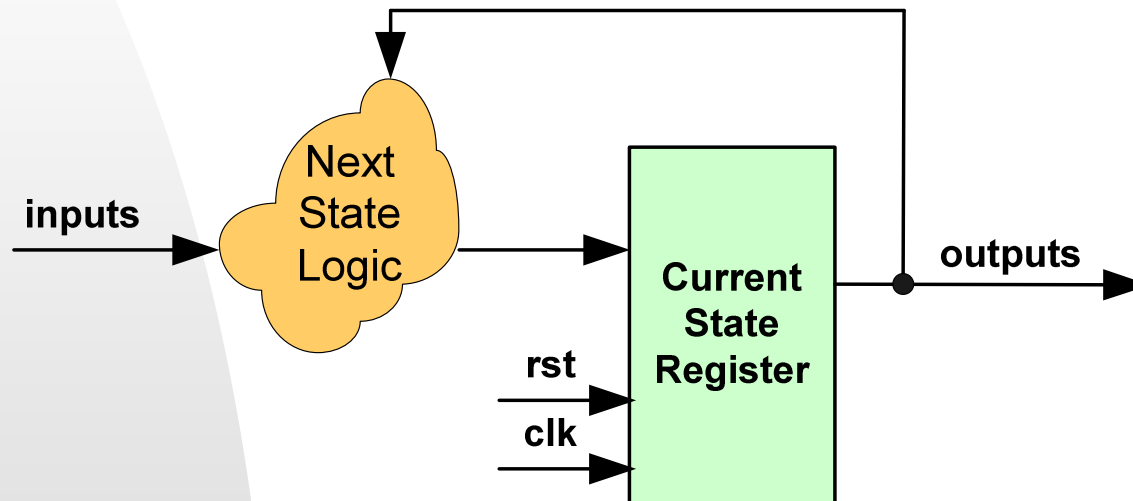 Next
State
Logic
inputs
outputs
Current
State
Register
rst
clk